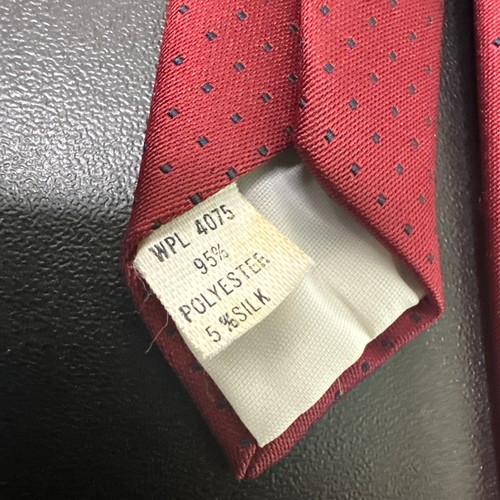 WPL 4075
95%
POLYESTER
5 %SILK